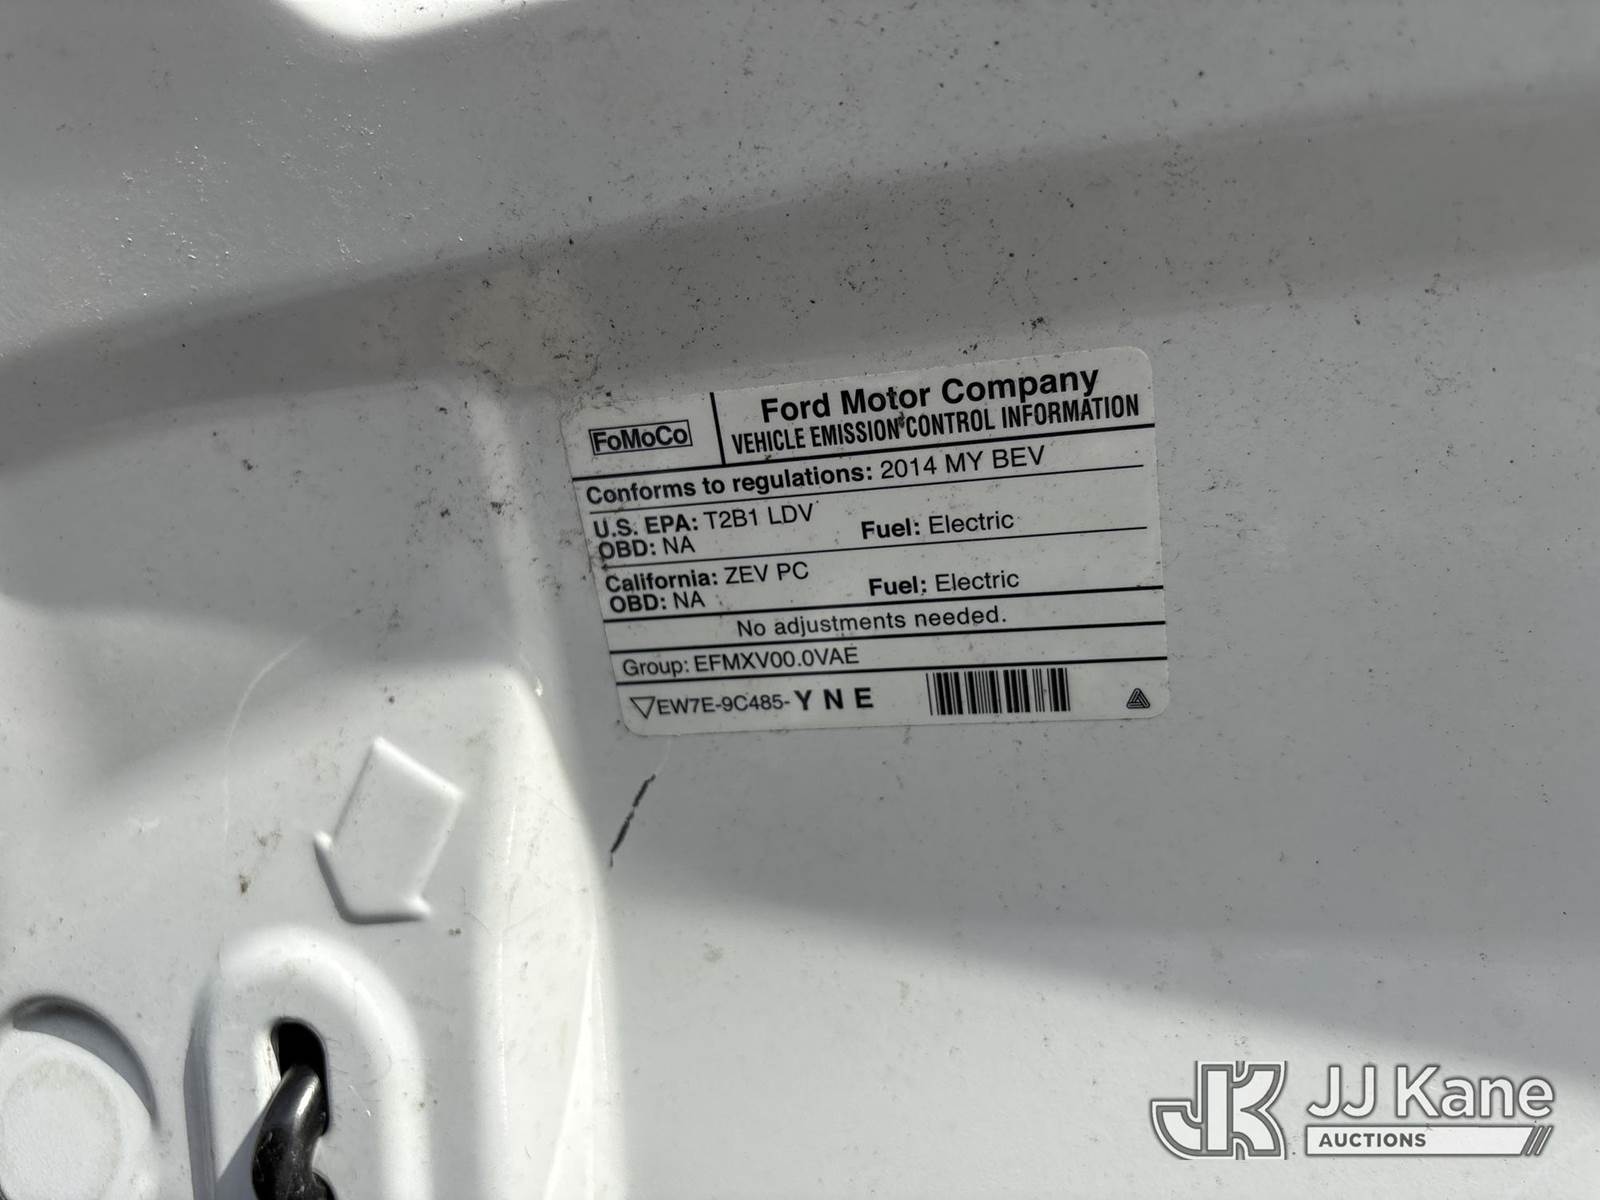 FoMoCo
Ford Motor Company
VEHICLE EMISSION CONTROL INFORMATION
Conforms to regulations: 2014 MY BEV
U.S. EPA: T2B1 LDV
OBD: NA
Fuel: Electric
California: ZEV PC
OBD: NA
Fuel: Electric
No adjustments needed.
Group: EFMXV00.0VAE
EW7E-9C485-YNE
JK JJ Kane
AUCTIONS